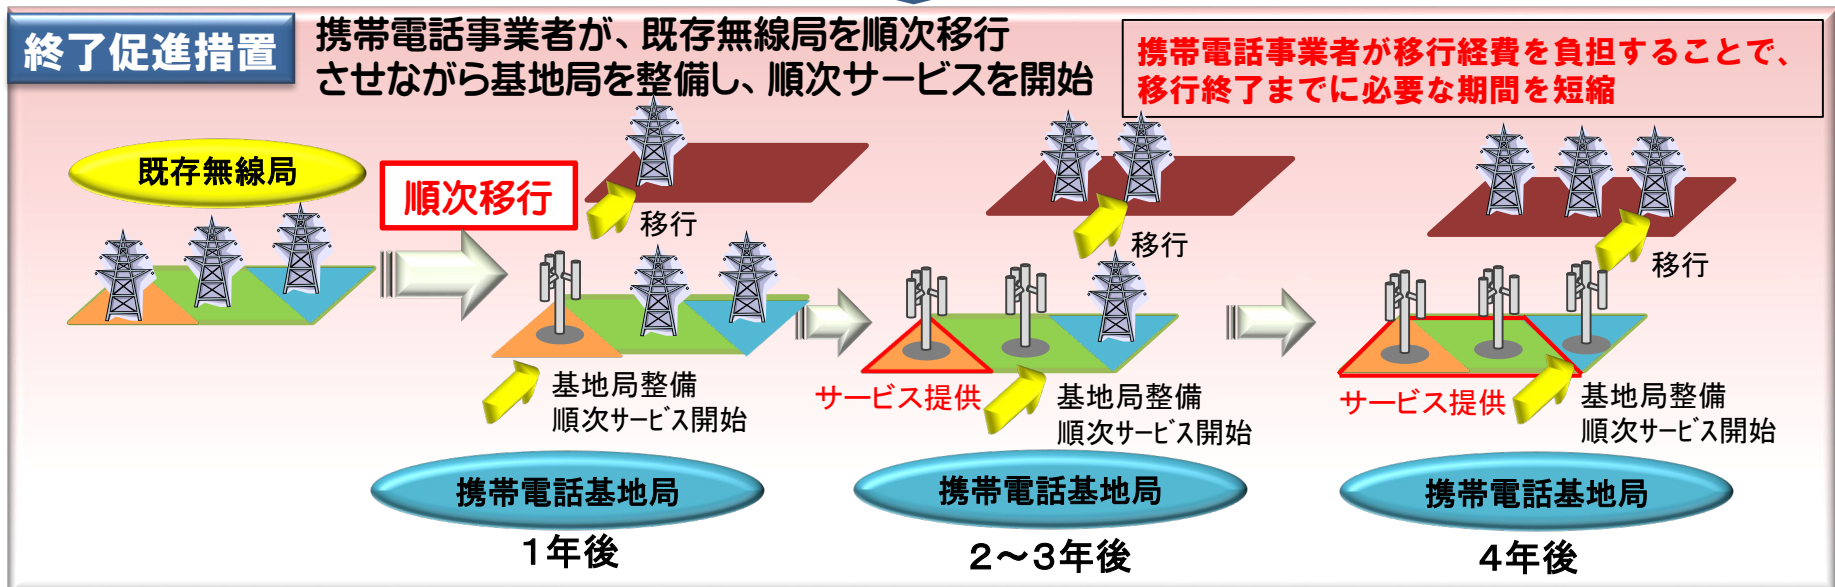 終了促進措置
携帯電話事業者が、既存無線局を順次移行
させながら基地局を整備し、順次サービスを開始
携帯電話事業者が移行経費を負担することで、
移行終了までに必要な期間を短縮
既存無線局
順次移行
移行
移行
移行
基地局整備
順次サービス開始
サービス提供
基地局整備
順次サービス開始
サービス提供
基地局整備
順次サービス開始
携帯電話基地局
携帯電話基地局
携帯電話基地局
1年後
2～3年後
4年後